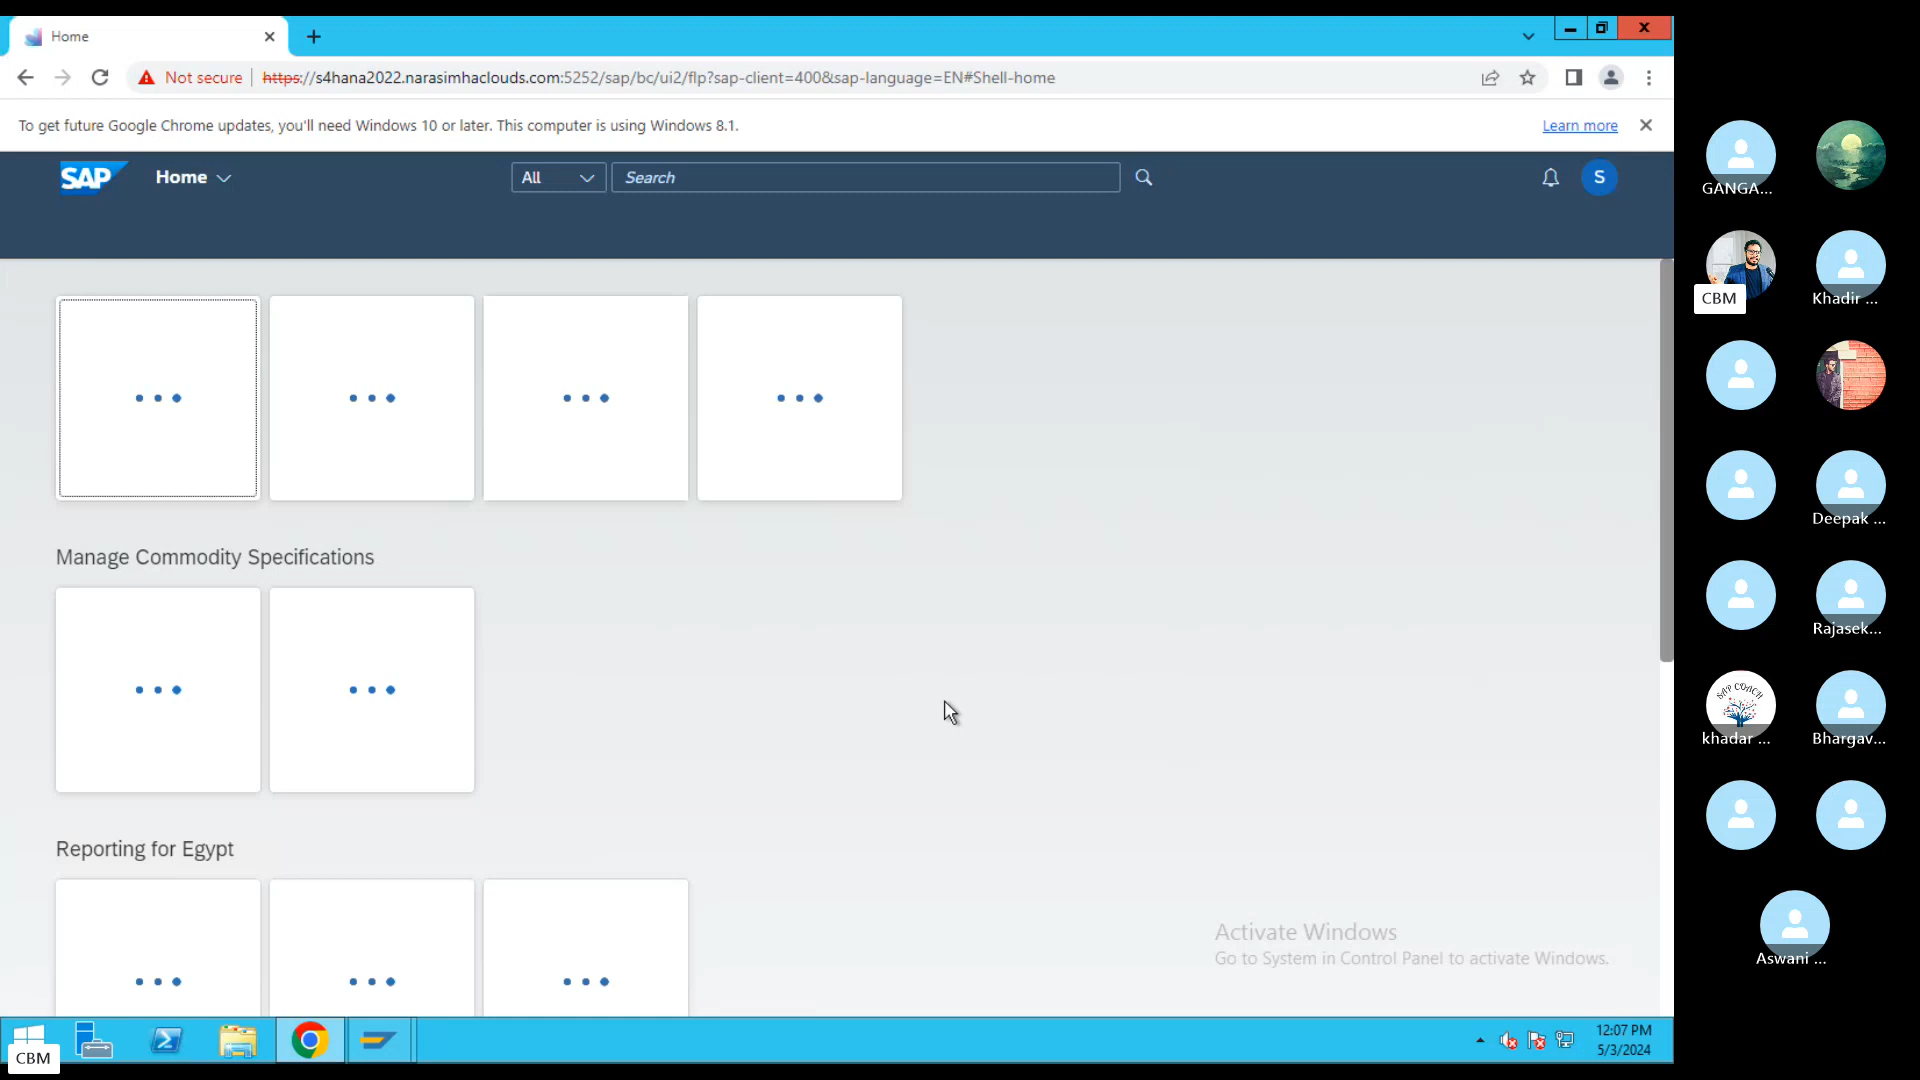 Home
Not secure
https://s4hana2022.narasimhaclouds.com:5252/sap/bc/ui2/flp?sap-client=400&sap-language=EN#Shell-home
To get future Google Chrome updates, you'll need Windows 10 or later. This computer is using Windows 8.1.
Learn more
SAP
Home
All
Search
S
Manage Commodity Specifications
Reporting for Egypt
Activate Windows
Go to System in Control Panel to activate Windows.
12:07 PM
5/3/2024
CBM
GANGA...
CBM
Khadir ...
Deepak ...
Rajasek...
SAP COACH
khadar ...
Bhargav...
Aswani ...